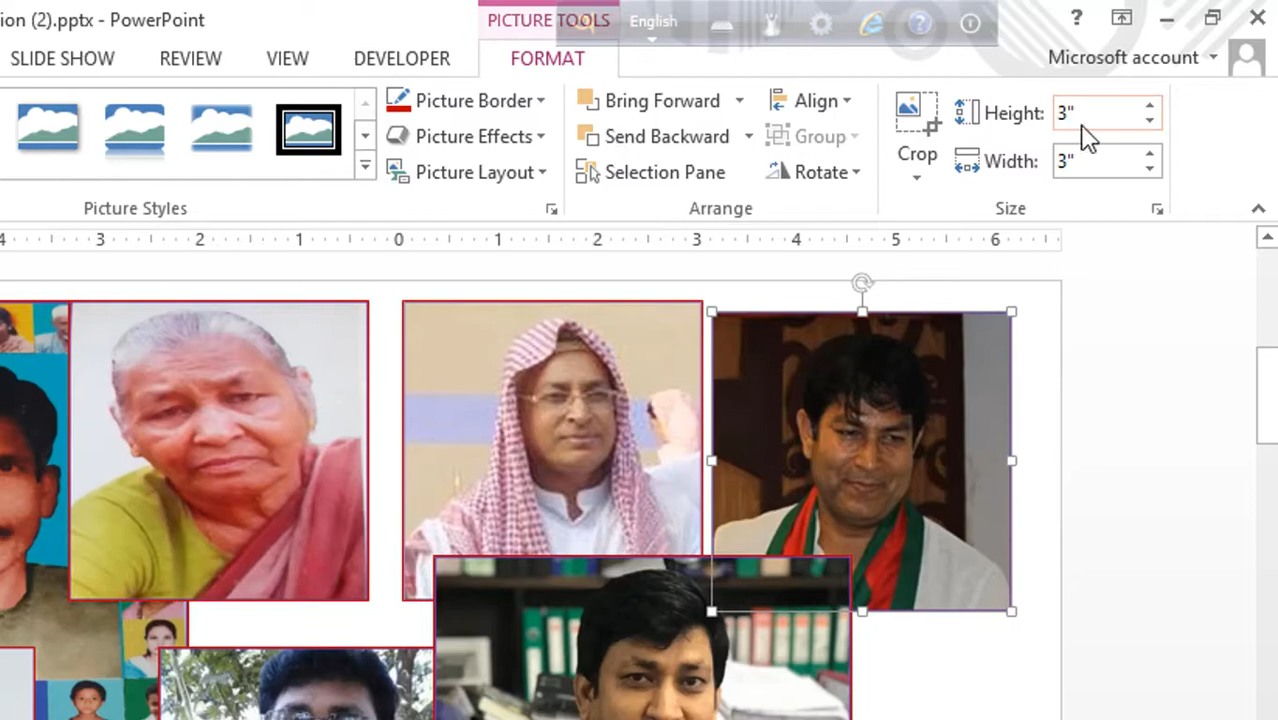 ion (2).pptx - PowerPoint
PICTURE TOOLS
English
?
?
SLIDE SHOW REVIEW VIEW DEVELOPER FORMAT Microsoft account
Picture Border
Picture Effects
Picture Layout
Bring Forward
Send Backward
Selection Pane
Align
Group
Rotate
Crop
Height: 3"
Width: 3"
Picture Styles Arrange Size
4 3 2 1 0 1 2 3 4 5 6